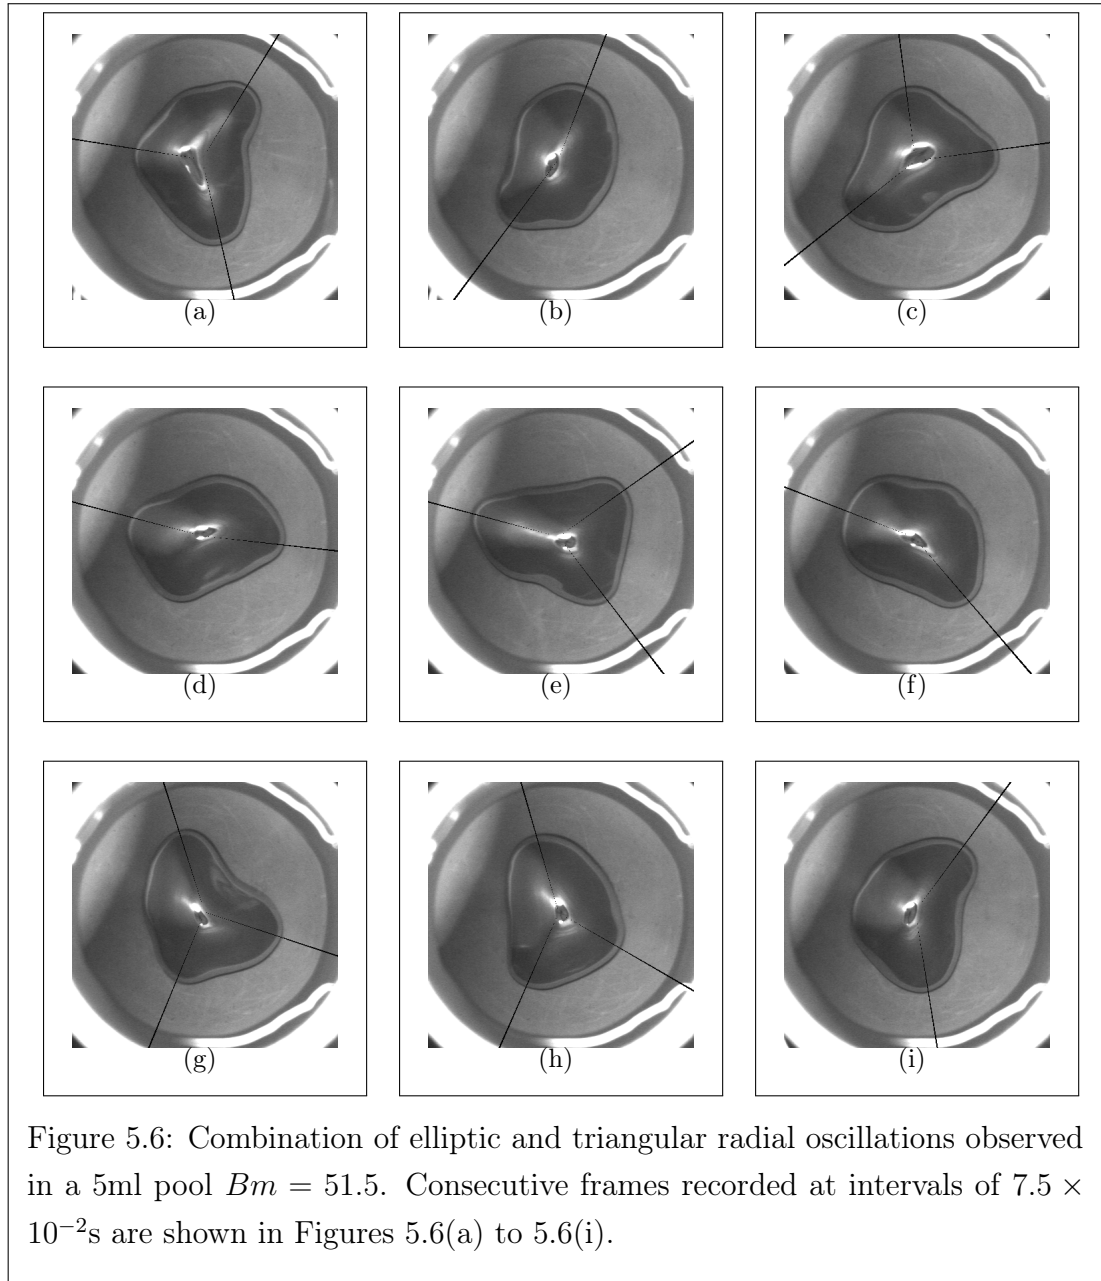 (a) (b) (c)
(d) (e) (f)
(g) (h) (i)
Figure 5.6: Combination of elliptic and triangular radial oscillations observed
in a 5ml pool Bm = 51.5. Consecutive frames recorded at intervals of 7.5 ×
10⁻²s are shown in Figures 5.6(a) to 5.6(i).